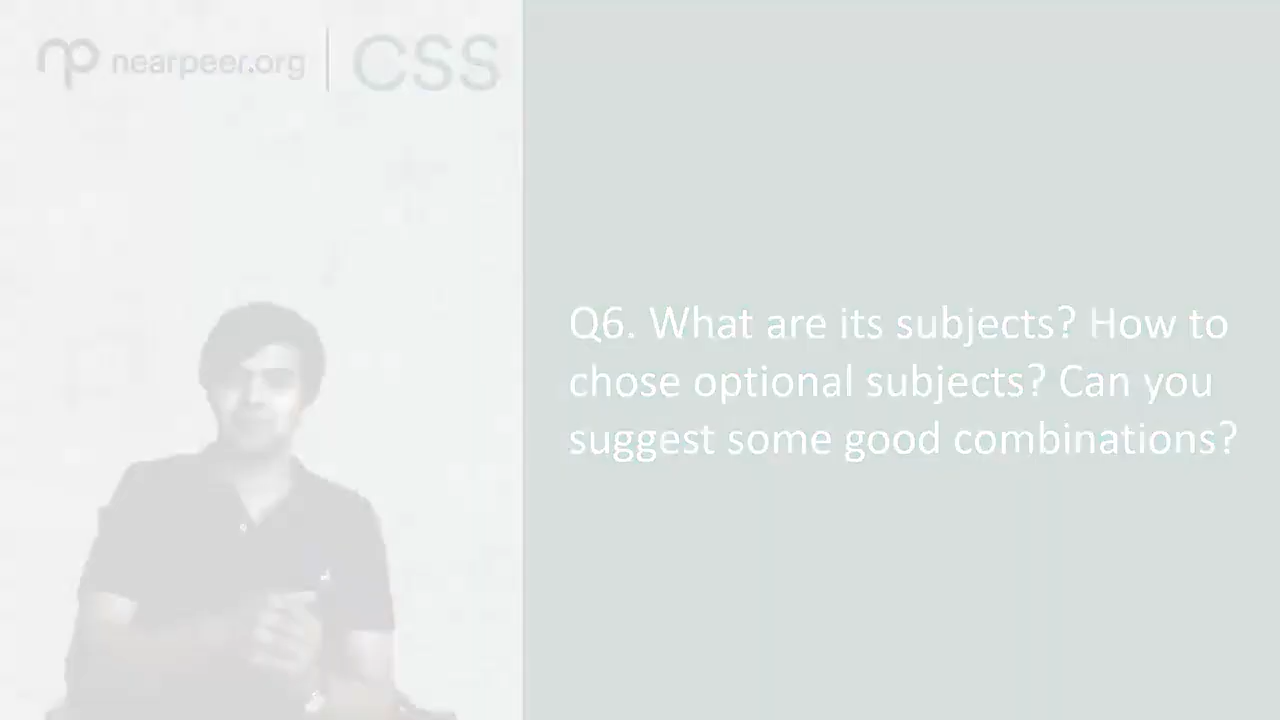 np nearpeer.org | CSS
Q6. What are its subjects? How to
chose optional subjects? Can you
suggest some good combinations?